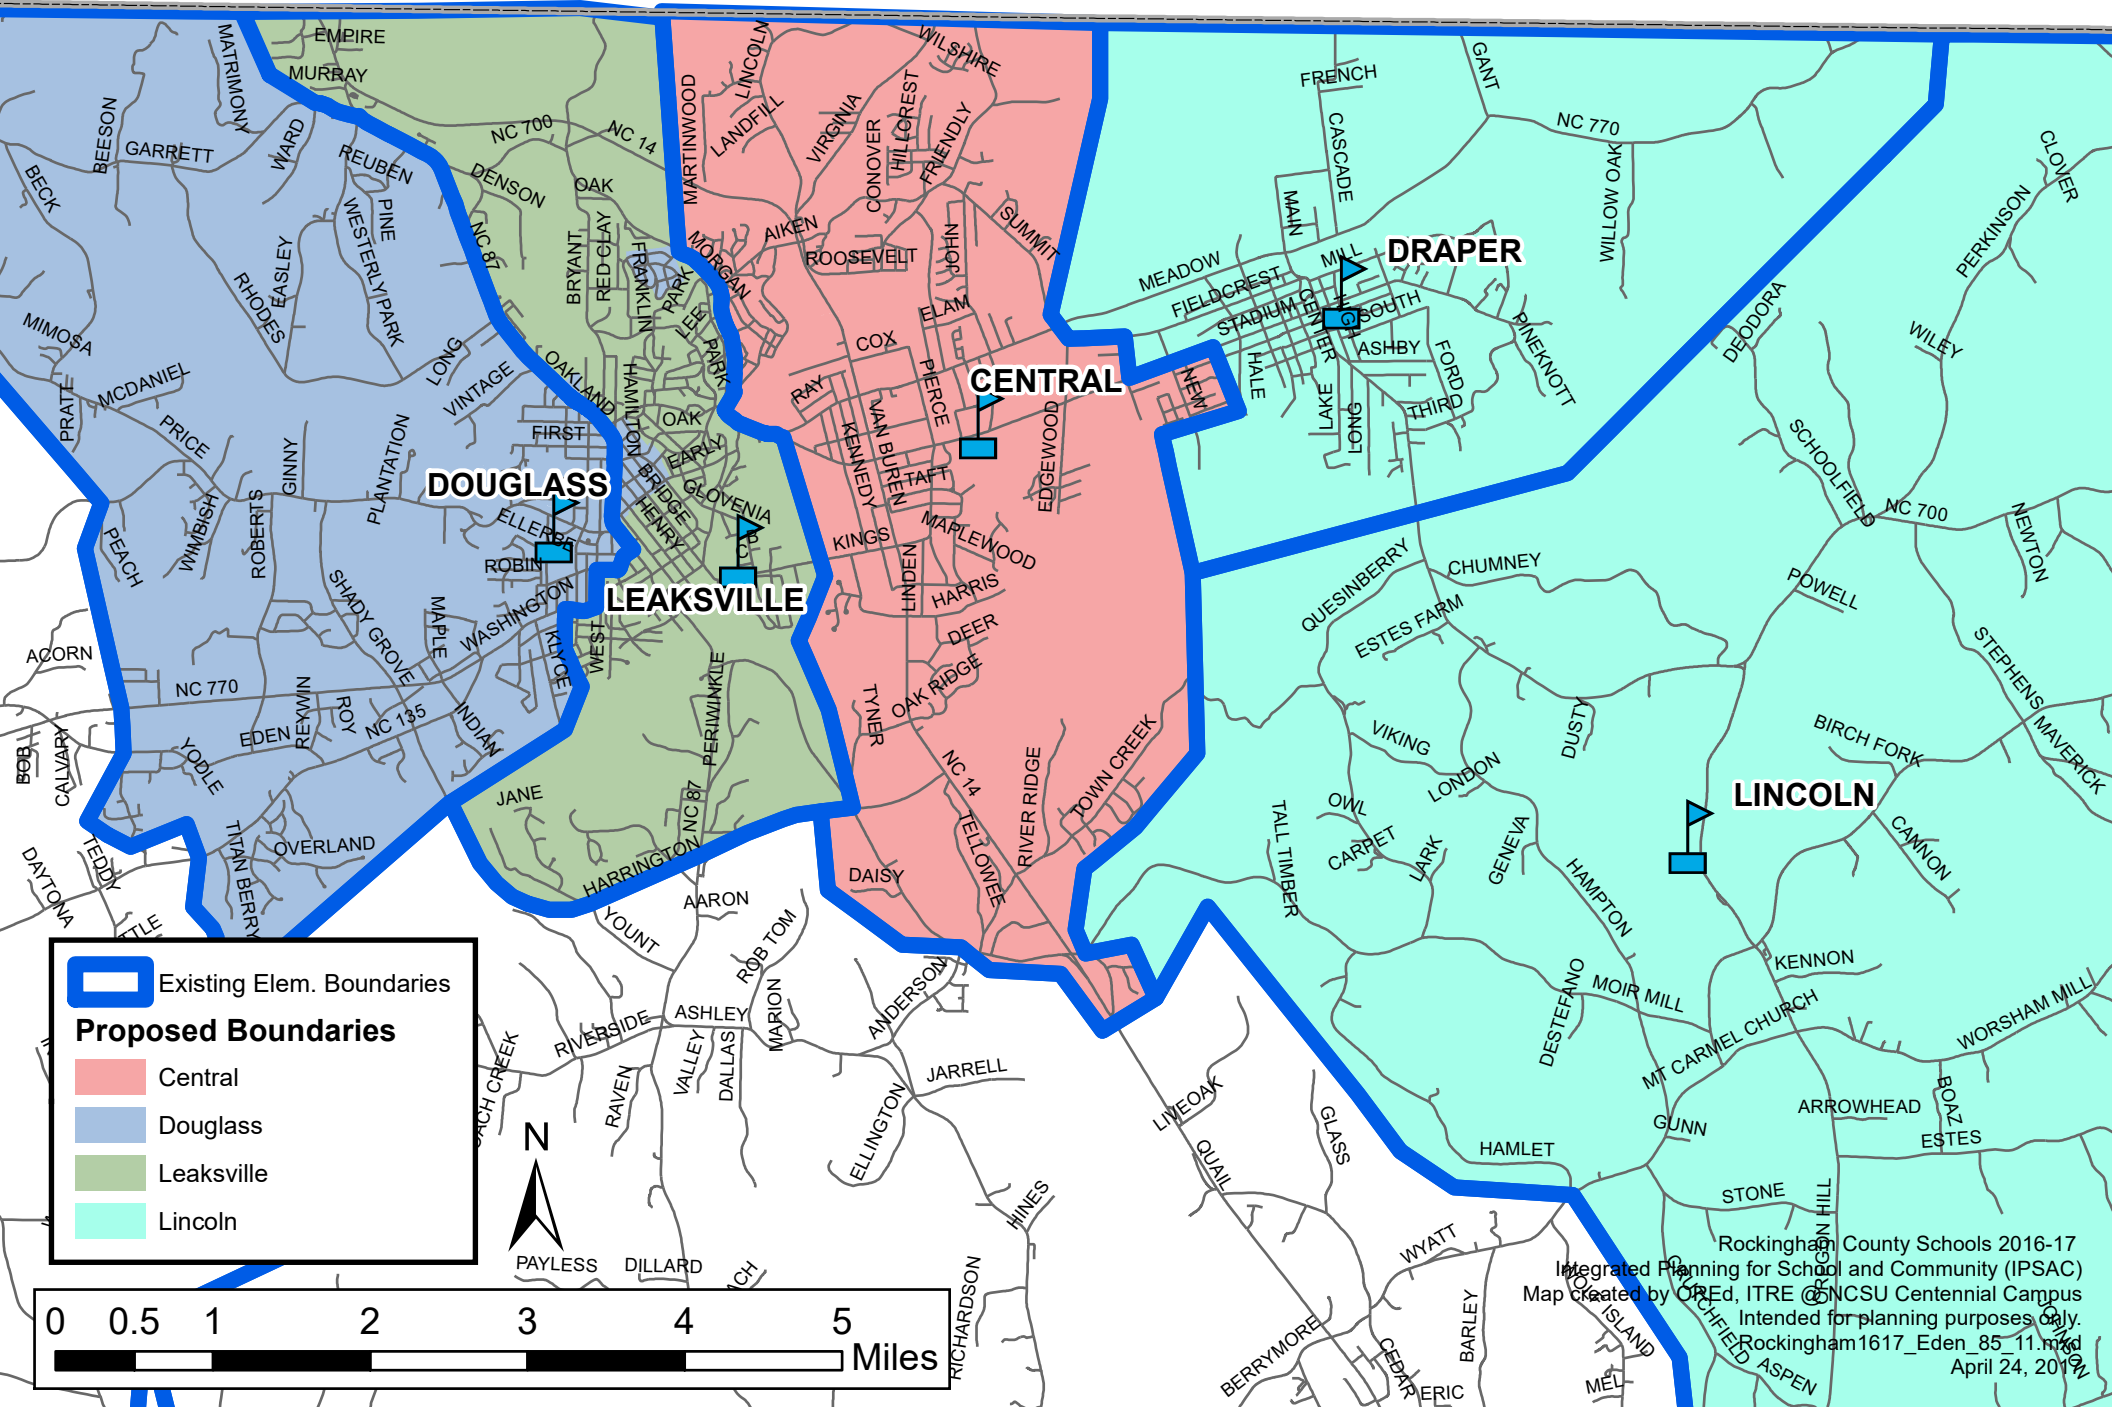 EMPIRE
MURRAY
MATRIMONY
BEESON
GARRETT
WARD
REUBEN
BECK
PINE
WESTERLY PARK
EASLEY
RHODES
MIMOSA
MCDANIEL
PRATT
PRICE
GINNY
PLANTATION
LONG
VINTAGE
FIRST
DOUGLASS
ELLERBE
ROBIN
WASHINGTON
KLYCE
WEST
PEACH
WIMBISH
ROBERTS
SHADY GROVE
MAPLE
ACORN
NC 770
EDEN
REYWIN
ROY
NC 135
INDIAN
BOB
CALVARY
YODLE
TITAN BERRY
OVERLAND
TEDDY
DAYTONA
NC 700
NC 14
DENSON
NC 87
OAK
BRYANT
RED CLAY
FRANKLIN
PARK
LEE
PARK
OAKLAND
HAMILTON
OAK
EARLY
BRIDGE
HENRY
GLOVENIA
B
C
LEAKSVILLE
PERIWINKLE
NC 87
JANE
HARRINGTON
MARTINWOOD
LINCOLN
LANDFILL
VIRGINIA
CONOVER
HILLCREST
FRIENDLY
WILSHIRE
MORGAN
AIKEN
ROOSEVELT
JOHN
SUMMIT
ELAM
COX
RAY
PIERCE
CENTRAL
VAN BUREN
KENNEDY
TAFT
EDGEWOOD
KINGS
MAPLEWOOD
LINDEN
HARRIS
DEER
OAK RIDGE
TYNER
NC 14
TELLOWEE
RIVER RIDGE
TOWN CREEK
DAISY
NEW
FRENCH
CASCADE
GANT
NC 770
WILLOW OAK
MAIN
MEADOW
FIELDCREST
STADIUM
CENTER
MILL
HIGH
SOUTH
DRAPER
ASHBY
FORD
PINEKNOTT
HALE
LAKE
LONG
THIRD
CLOVER
PERKINSON
DEODORA
WILEY
SCHOOLFIELD
NC 700
NEWTON
POWELL
QUESINBERRY
CHUMNEY
ESTES FARM
STEPHENS
MAVERICK
BIRCH FORK
DUSTY
VIKING
LONDON
OWL
CARPET
LARK
GENEVA
TALL TIMBER
HAMPTON
LINCOLN
CANNON
KENNON
MOIR MILL
MT CARMEL CHURCH
WORSHAM MILL
DESTEFANO
BOAZ
ARROWHEAD
ESTES
GUNN
HAMLET
STONE
OREGON HILL
CRUTCHFIELD
WOLF ISLAND
ASPEN
JOHNSON
MEL
YOUNT
AARON
ROB TOM
ASHLEY
MARION
ANDERSON
RIVERSIDE
RAVEN
VALLEY
DALLAS
ELLINGTON
JARRELL
LIVEOAK
GLASS
QUAIL
HINES
WYATT
BERRYMORE
CEDAR
ERIC
BARLEY
RICHARDSON
PAYLESS
DILLARD
Existing Elem. Boundaries
Proposed Boundaries
Central
Douglass
Leaksville
Lincoln
N
0 0.5 1 2 3 4 5
Miles
Rockingham County Schools 2016-17
Integrated Planning for School and Community (IPSAC)
Map created by OREd, ITRE @ NCSU Centennial Campus
Intended for planning purposes only.
Rockingham1617_Eden_85_11.mxd
April 24, 2017